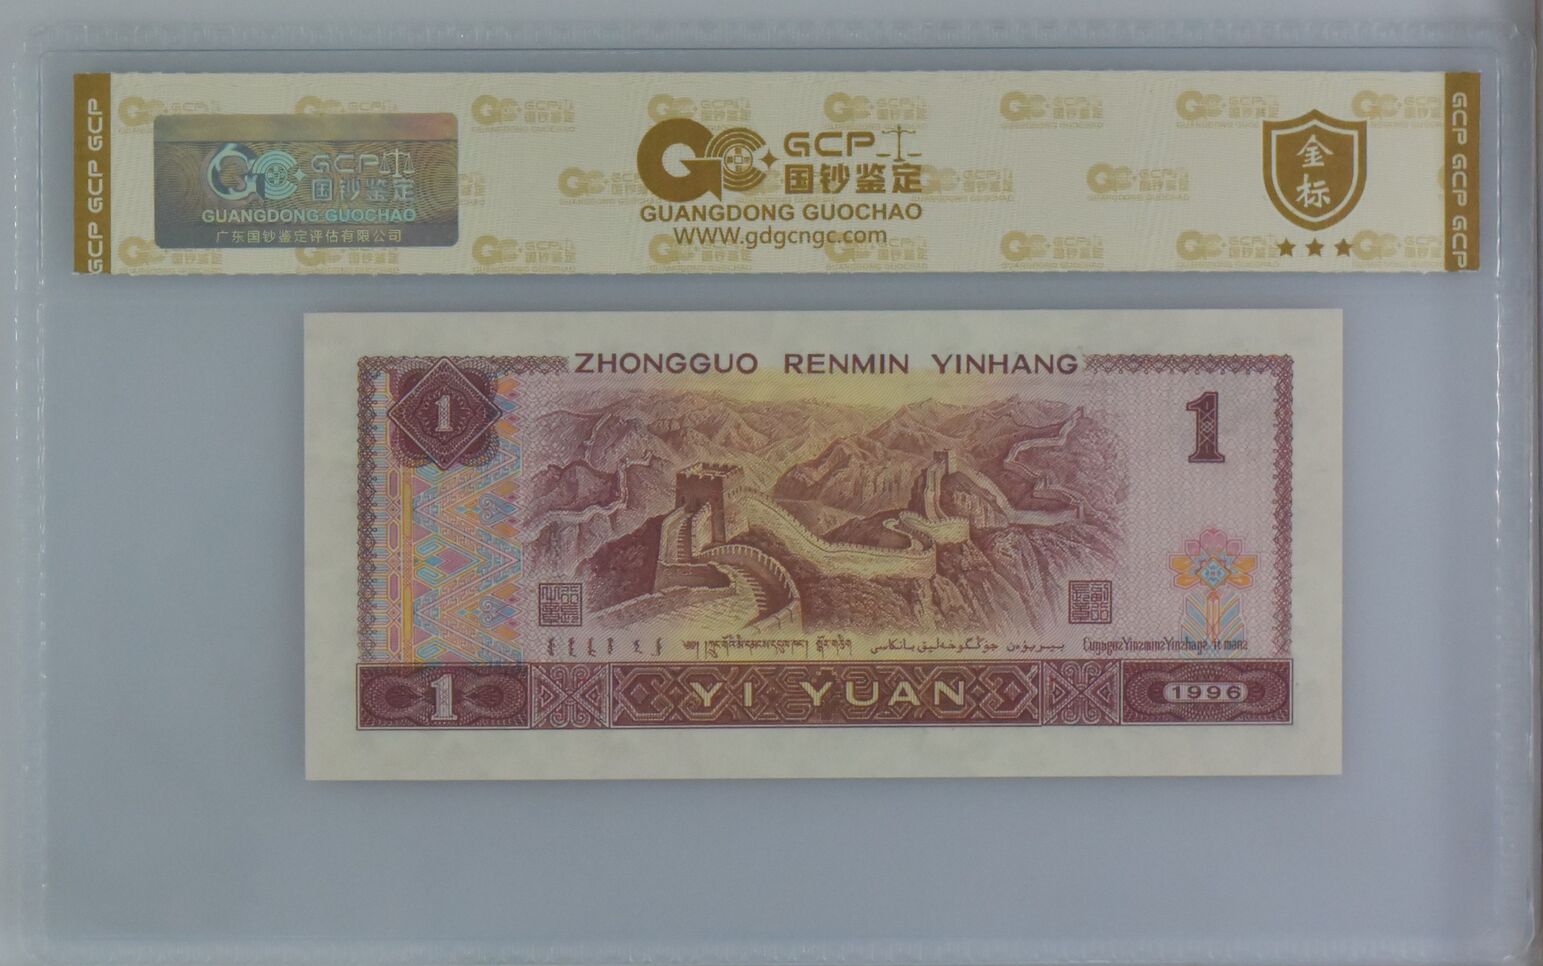 GCP GCP GCP
GCP
国钞鉴定
GUANGDONG GUOCHAO
广东国钞鉴定评估有限公司
GCP
国钞鉴定
GUANGDONG GUOCHAO
WWW.gdgcngc.com
金
标
GCP GCP GCP
ZHONGGUO RENMIN YINHANG
1
1
1
YI YUAN
1996